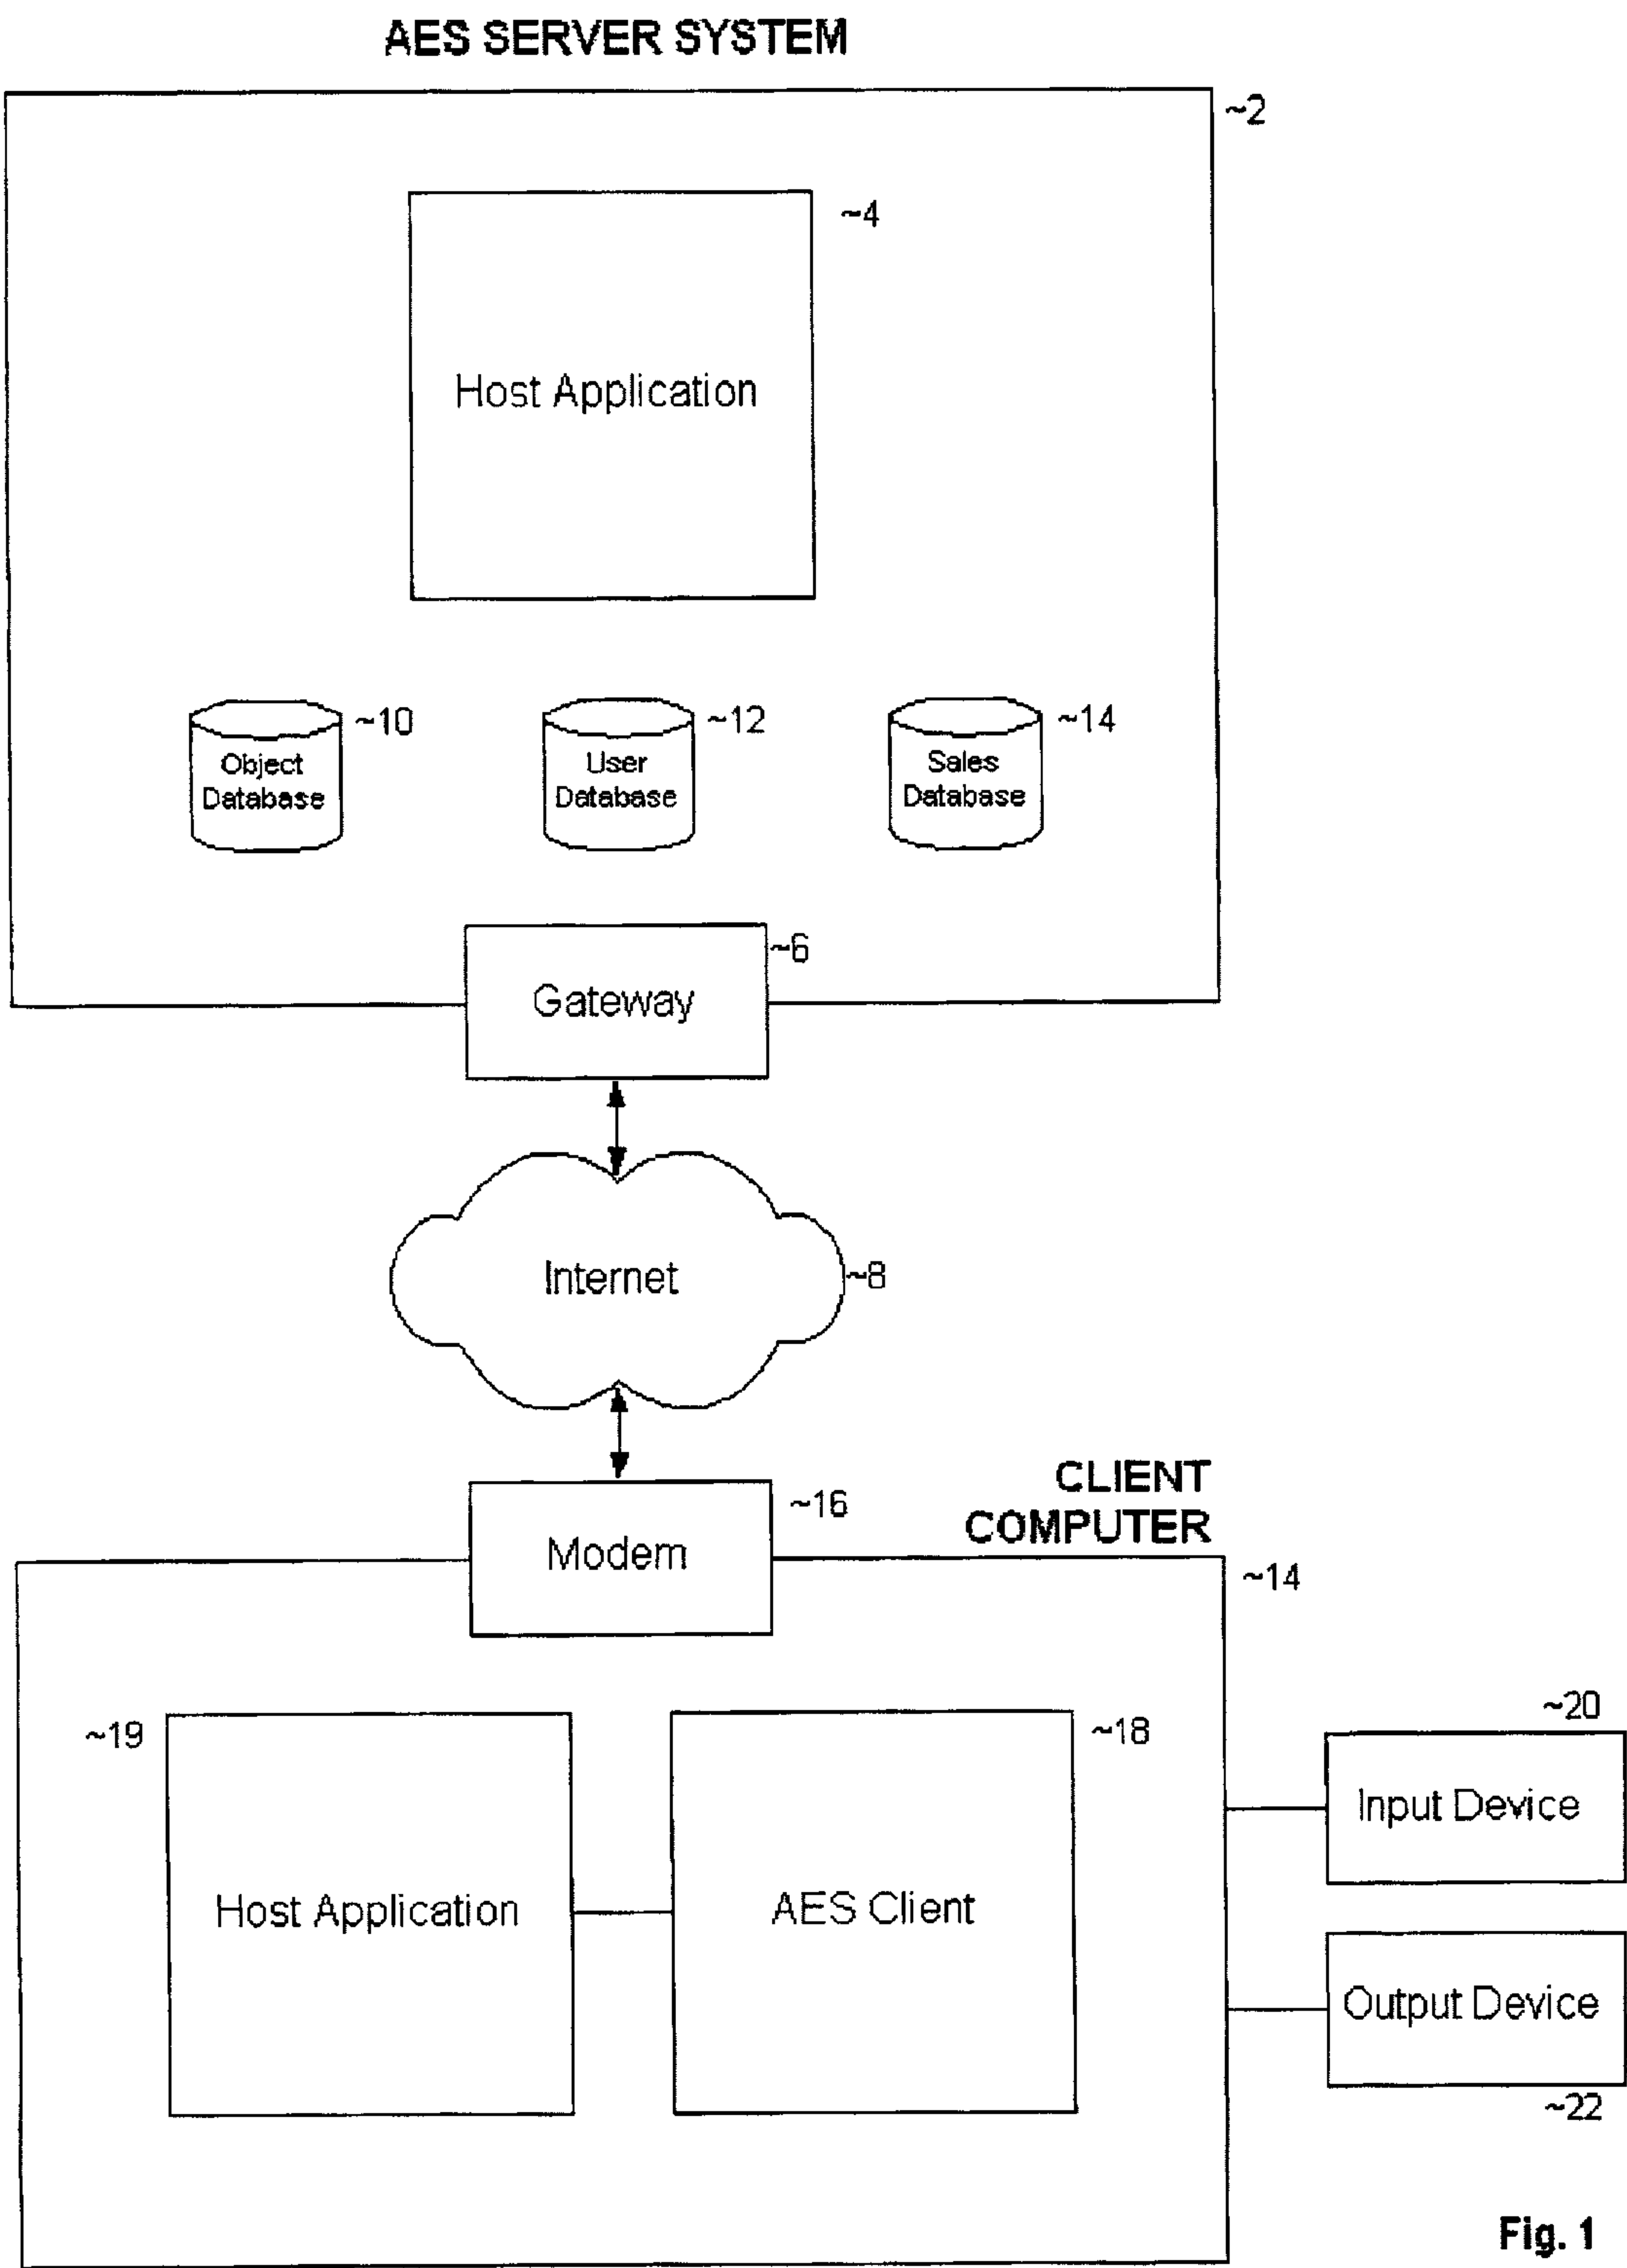 AES SERVER SYSTEM
~2
~4
Host Application
~10
~12
~14
Object
Database
User
Database
Sales
Database
~6
Gateway
Internet
~8
CLIENT
COMPUTER
~16
Modem
~14
~19
~18
~20
Input Device
Host Application
AES Client
Output Device
~22
Fig. 1